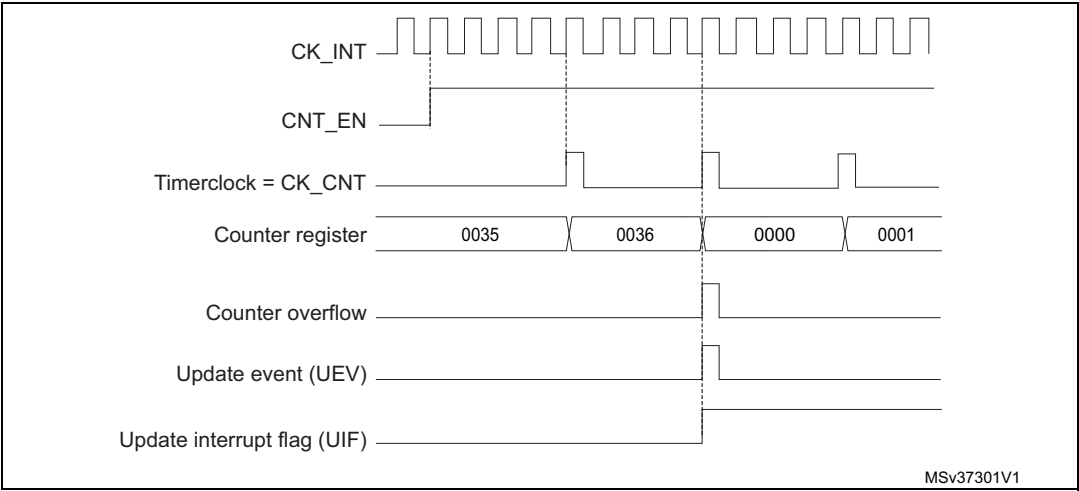 CK_INT
CNT_EN
Timerclock = CK_CNT
Counter register 0035 0036 0000 0001
Counter overflow
Update event (UEV)
Update interrupt flag (UIF)
MSv37301V1